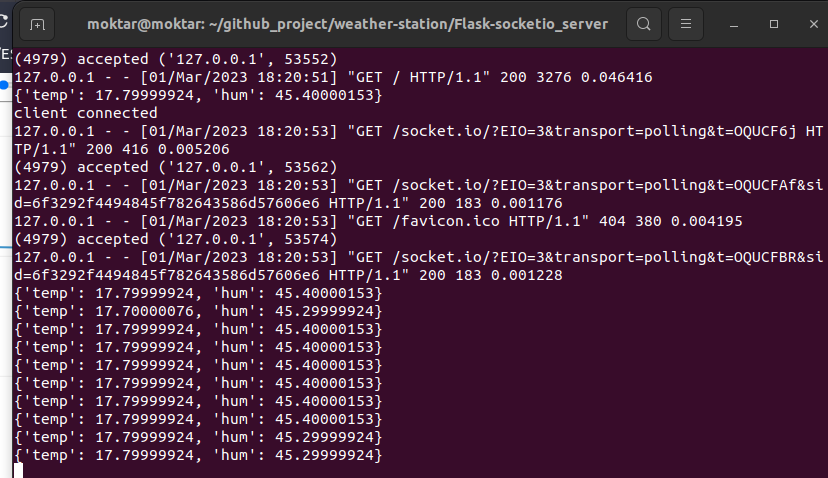 moktar@moktar: ~/github_project/weather-station/Flask-socketio_server
(4979) accepted ('127.0.0.1', 53552)
127.0.0.1 - - [01/Mar/2023 18:20:51] "GET / HTTP/1.1" 200 3276 0.046416
{'temp': 17.79999924, 'hum': 45.40000153}
client connected
127.0.0.1 - - [01/Mar/2023 18:20:53] "GET /socket.io/?EIO=3&transport=polling&t=OQUCF6j HT
TP/1.1" 200 416 0.005206
(4979) accepted ('127.0.0.1', 53562)
127.0.0.1 - - [01/Mar/2023 18:20:53] "GET /socket.io/?EIO=3&transport=polling&t=OQUCFAf&si
d=6f3292f4494845f782643586d57606e6 HTTP/1.1" 200 183 0.001176
127.0.0.1 - - [01/Mar/2023 18:20:53] "GET /favicon.ico HTTP/1.1" 404 380 0.004195
(4979) accepted ('127.0.0.1', 53574)
127.0.0.1 - - [01/Mar/2023 18:20:53] "GET /socket.io/?EIO=3&transport=polling&t=OQUCFBR&si
d=6f3292f4494845f782643586d57606e6 HTTP/1.1" 200 183 0.001228
{'temp': 17.79999924, 'hum': 45.40000153}
{'temp': 17.70000076, 'hum': 45.29999924}
{'temp': 17.79999924, 'hum': 45.40000153}
{'temp': 17.79999924, 'hum': 45.40000153}
{'temp': 17.79999924, 'hum': 45.40000153}
{'temp': 17.79999924, 'hum': 45.40000153}
{'temp': 17.79999924, 'hum': 45.40000153}
{'temp': 17.79999924, 'hum': 45.40000153}
{'temp': 17.79999924, 'hum': 45.29999924}
{'temp': 17.79999924, 'hum': 45.29999924}